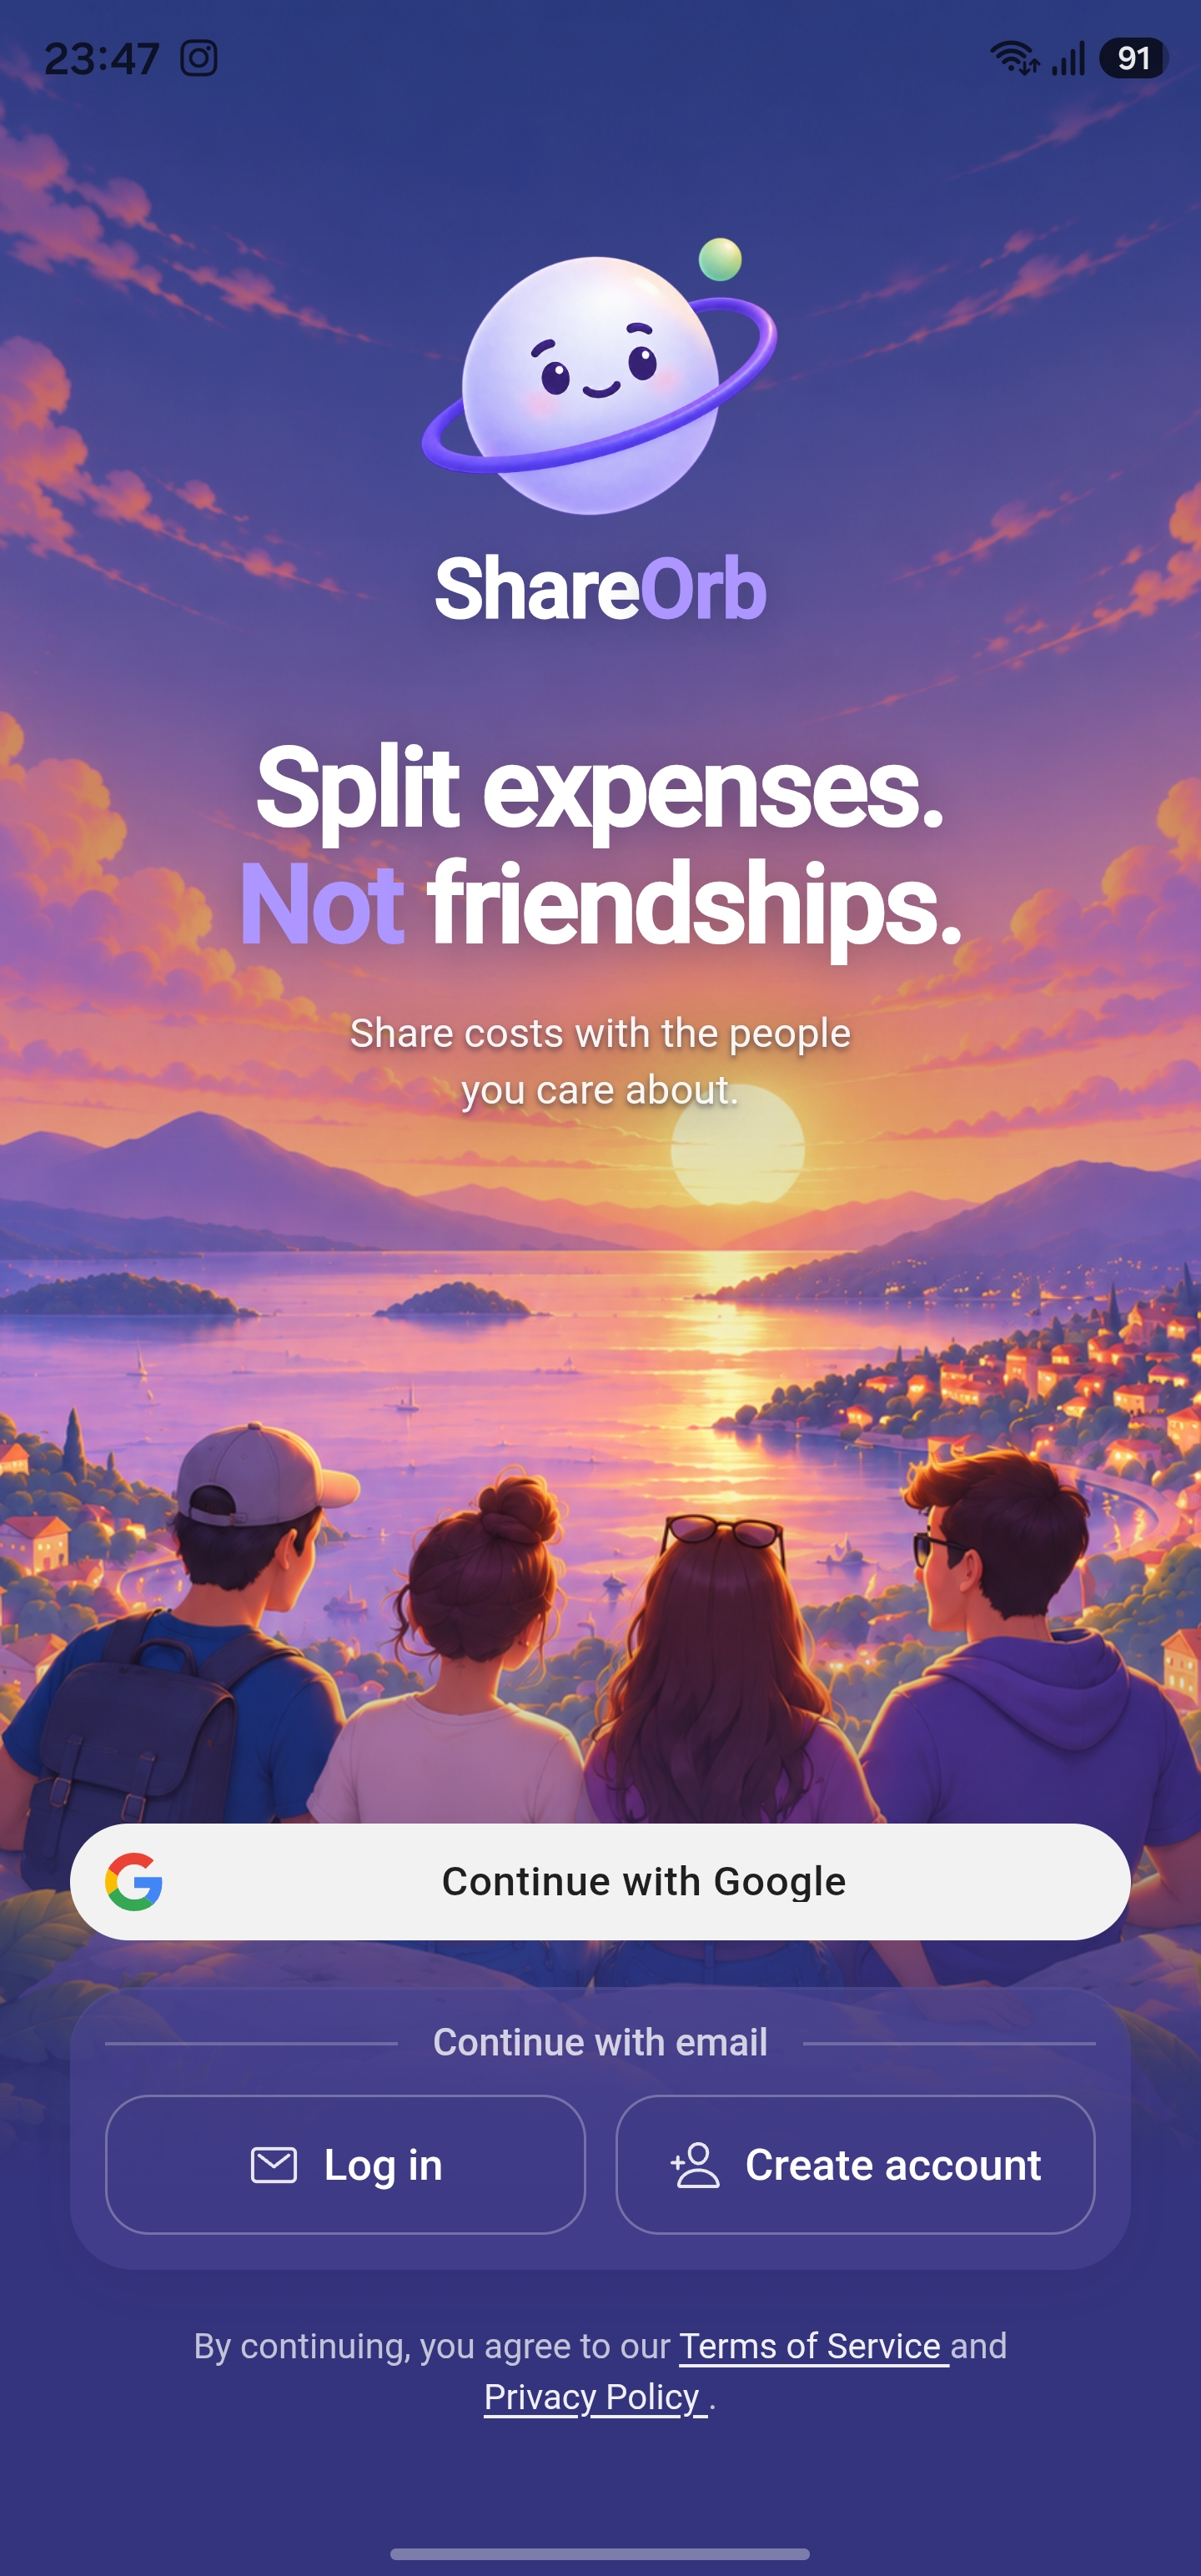 23:47
91
ShareOrb
Split expenses.
Not friendships.
Share costs with the people
you care about.
Continue with Google
Continue with email
Log in
Create account
By continuing, you agree to our Terms of Service and
Privacy Policy .